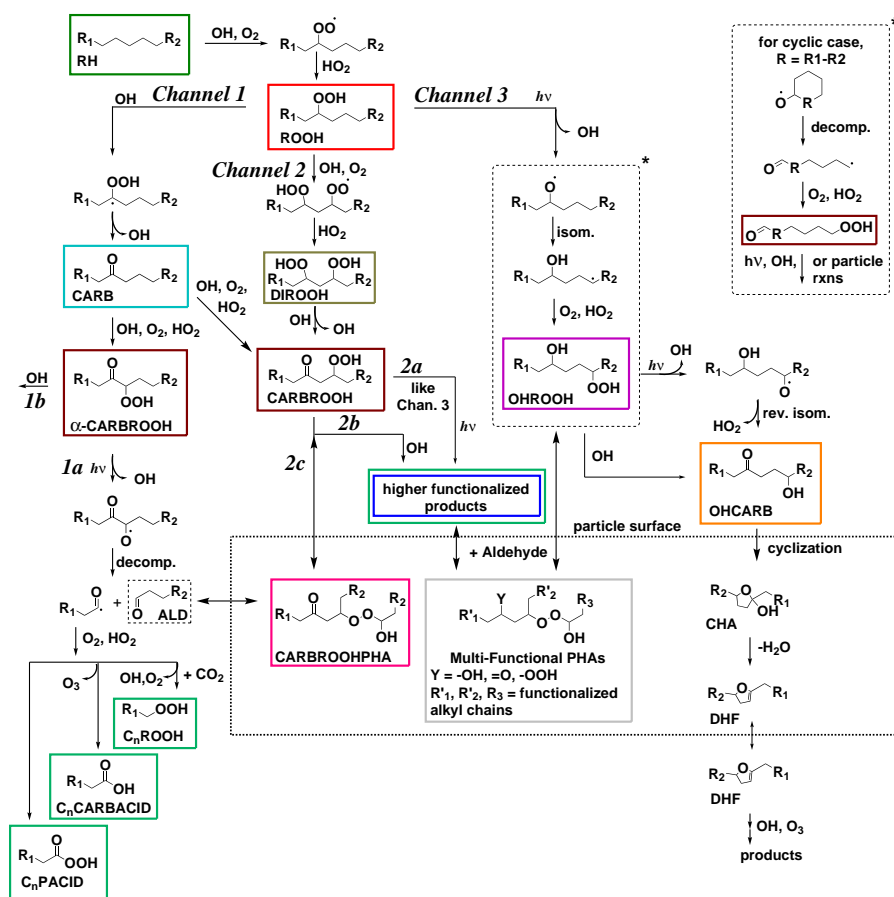 R1 R2
RH
OH, O2
OO·
R1 R2
HO2
Channel 1
OH
OOH
R1 R2
ROOH
Channel 3
hν
OH
for cyclic case,
R = R1-R2
O· R
decomp.
O R ·
O2, HO2
O R OOH
hν, OH, or particle
rxns
*
OOH
R1 · R2
OH
O
R1 R2
CARB
OH, O2, HO2
O
R1 R2
OOH
α-CARBROOH
OH
1b
1a hν
OH
O
R1 R2
O·
decomp.
O
R1 · + O R2
ALD
O2, HO2
O3
OH,O2 + CO2
R1 OOH
CnROOH
O
R1 OH
CnCARBACID
O
R1 OOH
CnPACID
Channel 2
OH, O2
HOO OO·
R1 R2
HO2
HOO OOH
R1 R2
DIROOH
OH OH
OH, O2,
HO2
O OOH
R1 R2
CARBROOH
2a
like
Chan. 3
hν
2b
OH
2c
higher functionalized
products
+ Aldehyde
*
O·
R1 R2
isom.
OH
R1 · R2
O2, HO2
OH
R1 R2
OOH
OHROOH
hν
OH
OH
R1 R2
O·
HO2 rev. isom.
OH
O
R1 R2
OH
OHCARB
particle surface
cyclization
R2
O R2
R1 O O
OH
CARBROOHPHA
R'2
Y R3
R'1 O O
OH
Multi-Functional PHAs
Y = -OH, =O, -OOH
R'1, R'2, R3 = functionalized
alkyl chains
R2 O R1
OH
CHA
-H2O
R2 O R1
DHF
R2 O R1
DHF
OH, O3
products